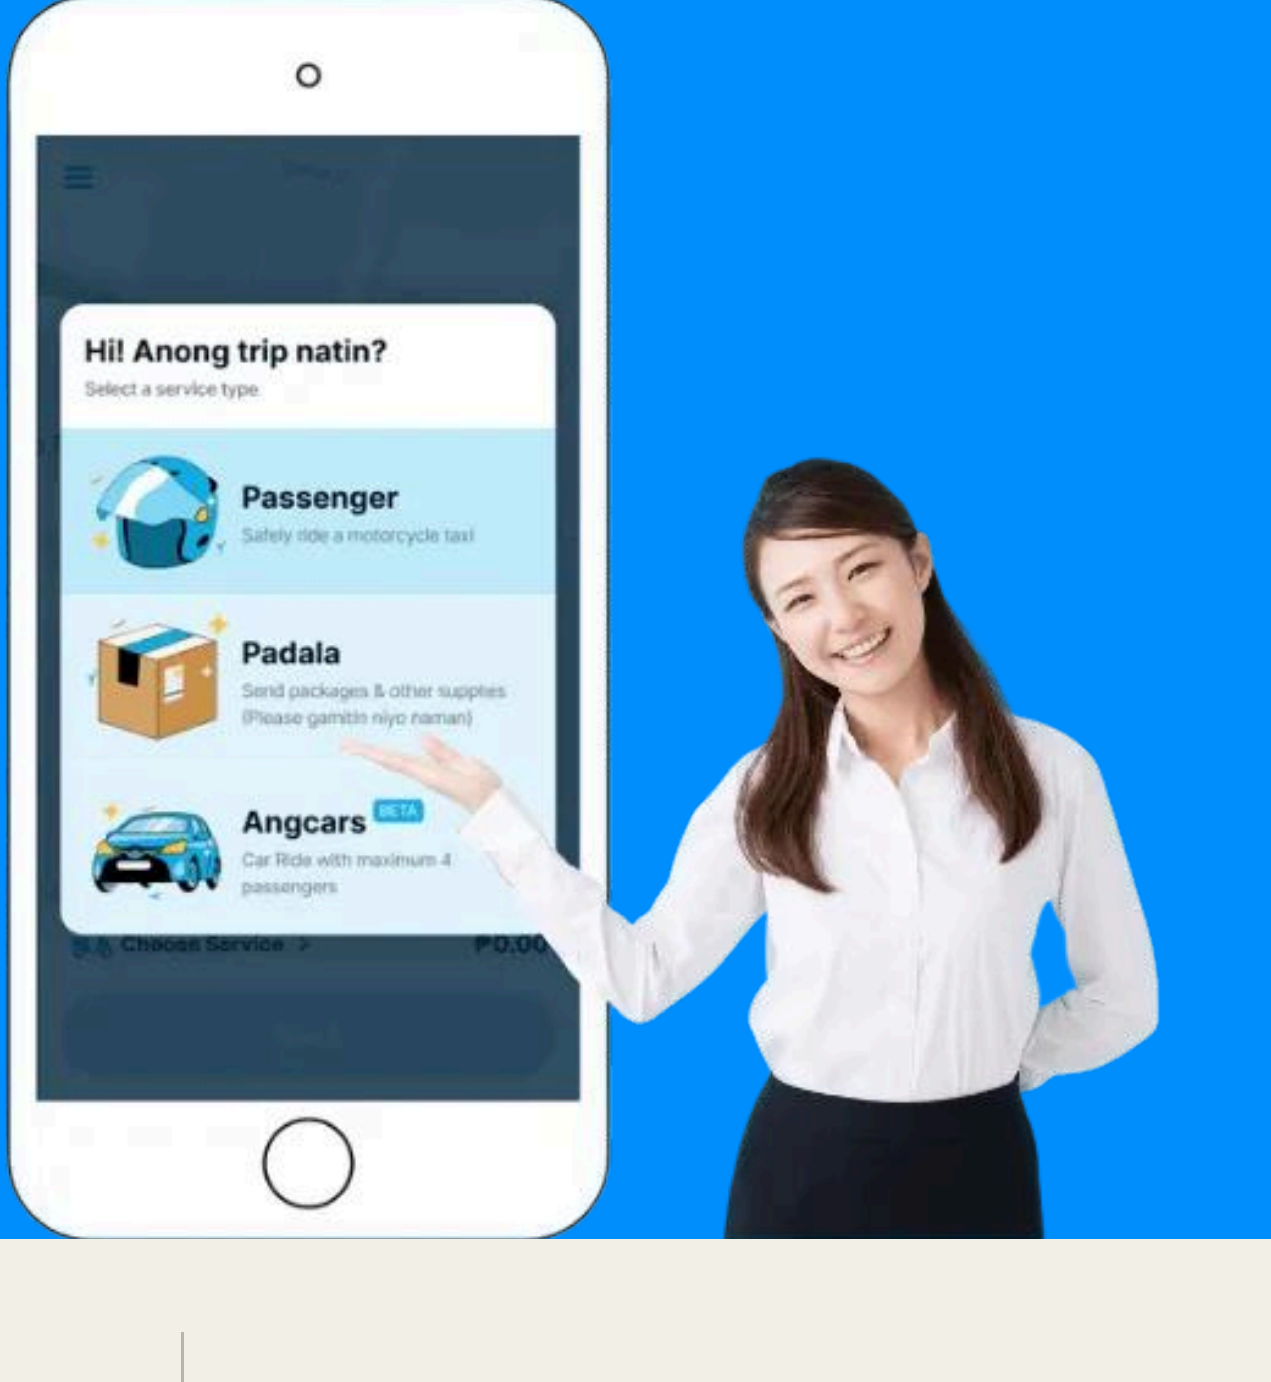 Hi! Anong trip natin?
Select a service type
Passenger
Safely ride a motorcycle taxi
Padala
Send packages & other supplies
(Please gamitin niyo naman)
Angcars BETA
Car Ride with maximum 4
passengers
Choose Service > ₱0.00